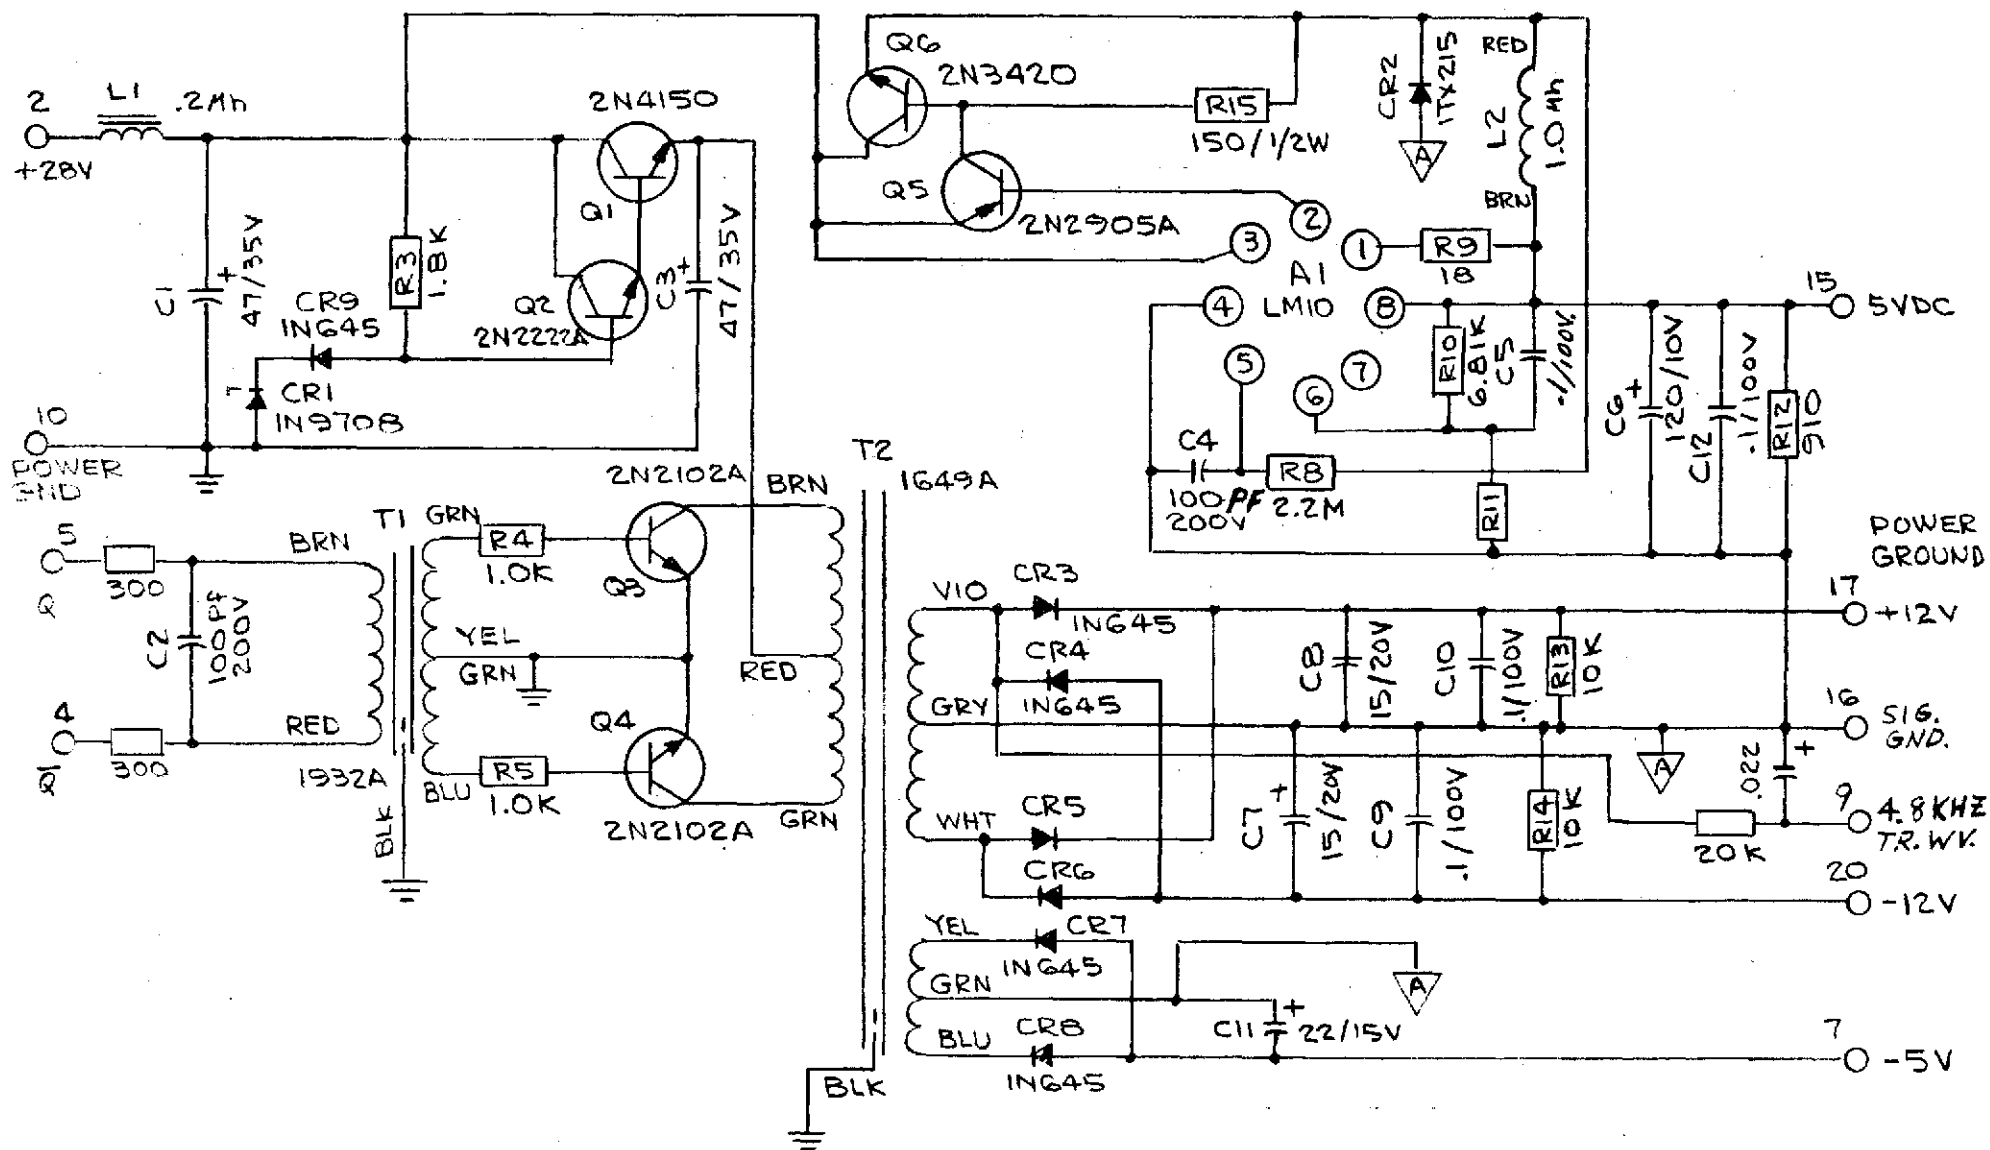 2
L1
.2Mh
+28V
C1
47/35V
+
R3
1.8K
2N4150
Q1
Q2
2N2222A
C3
+
47/35V
CR9
IN645
CR1
IN970B
10
POWER
GND
Q6
2N3420
Q5
2N2905A
R15
150/1/2W
CR2
1TX215
A
RED
L2
1.0Mh
BRN
3
2
1
A1
LM10
4
8
5
7
6
R9
18
R10
6.81K
C5
.1/100V.
C4
100PF
200V
R8
2.2M
R11
C6
+
120/10V
C12
.1/100V
R12
910
15
5VDC
POWER
GROUND
5
Q
300
C2
100Pf
200V
4
Q
300
BRN
RED
T1
1932A
BLK
GRN
R4
1.0K
YEL
GRN
BLU
R5
1.0K
2N2102A
Q3
Q4
2N2102A
BRN
RED
GRN
T2
1649A
BLK
VIO
CR3
IN645
CR4
IN645
GRY
WHT
CR5
CR6
YEL
CR7
IN645
GRN
BLU
CR8
IN645
C8
15/20V
C10
.1/100V
R13
10K
C7
+
15/20V
C9
.1/100V
R14
10K
A
.022
+
20K
C11
+
22/15V
A
17
+12V
16
SIG.
GND.
9
4.8KHZ
TR. WV.
20
-12V
7
-5V